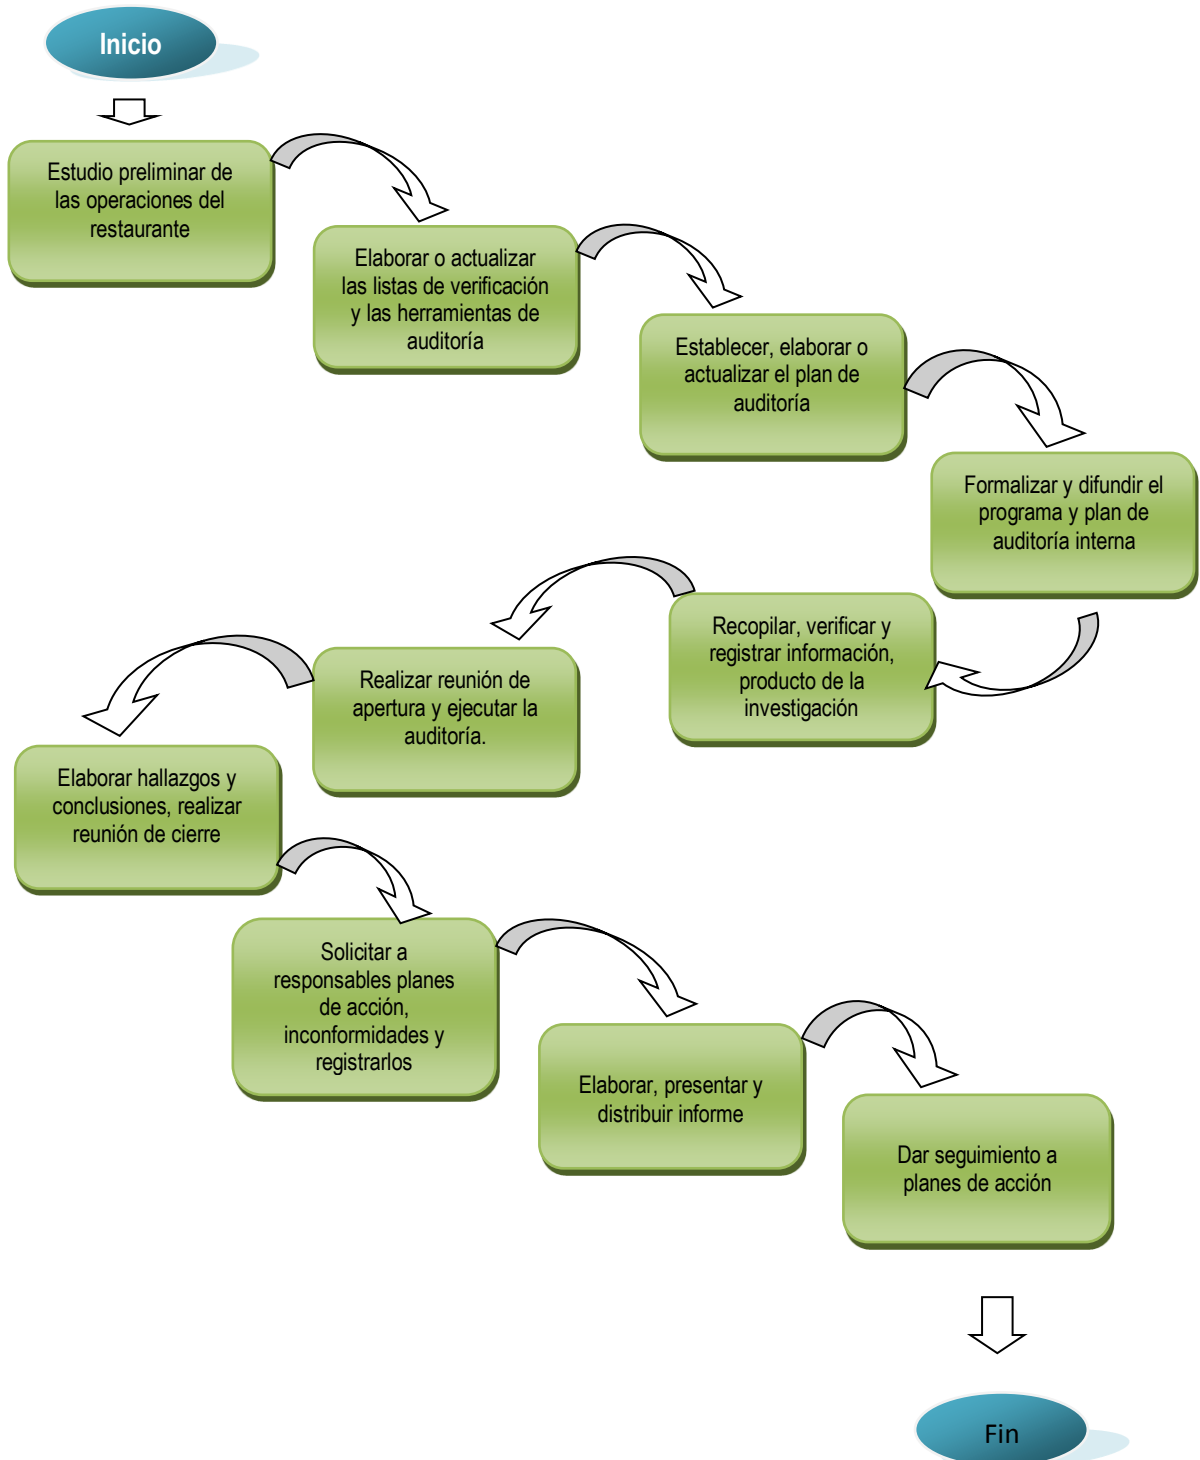 Inicio
Estudio preliminar de
las operaciones del
restaurante
Elaborar o actualizar
las listas de verificación
y las herramientas de
auditoría
Establecer, elaborar o
actualizar el plan de
auditoría
Formalizar y difundir el
programa y plan de
auditoría interna
Recopilar, verificar y
registrar información,
producto de la
investigación
Realizar reunión de
apertura y ejecutar la
auditoría.
Elaborar hallazgos y
conclusiones, realizar
reunión de cierre
Solicitar a
responsables planes
de acción,
inconformidades y
registrarlos
Elaborar, presentar y
distribuir informe
Dar seguimiento a
planes de acción
Fin